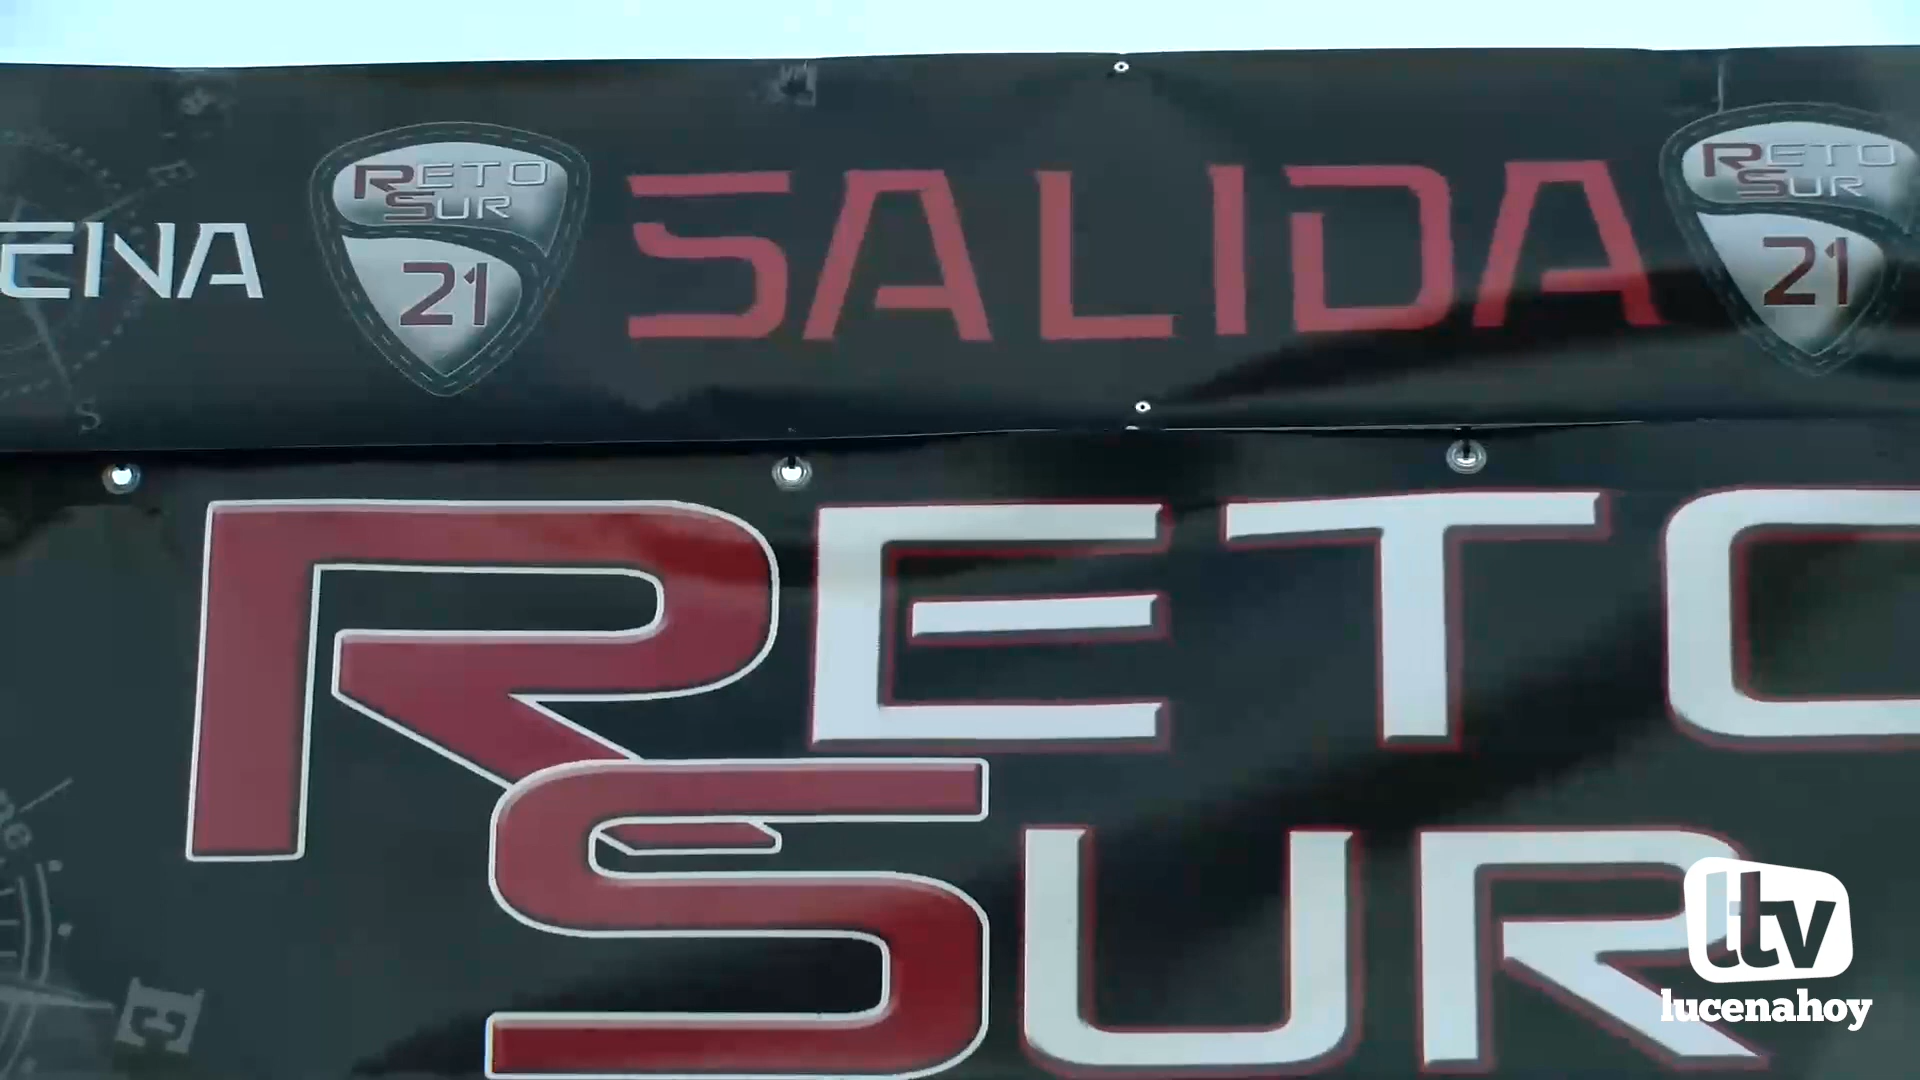 ENA RETO SUR 21 SALIDA RETO SUR 21
S
E
RETO
SUR
E
ltv
lucenahoy